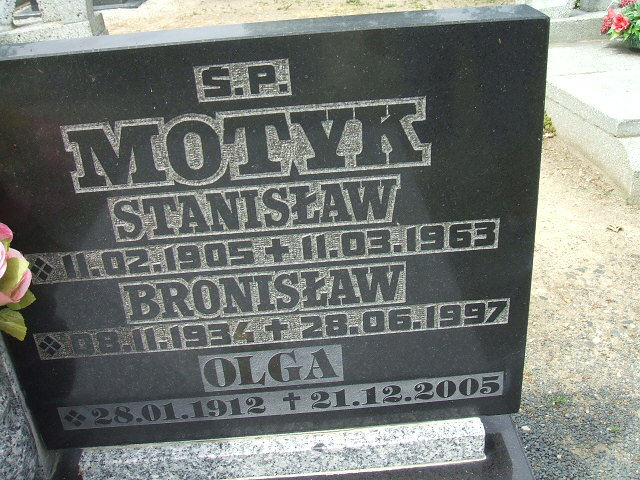 Ś.P.
MOTYK
STANISŁAW
11.02.1905 + 11.03.1963
BRONISŁAW
08.11.1934 + 28.06.1997
OLGA
28.01.1912 † 21.12.2005